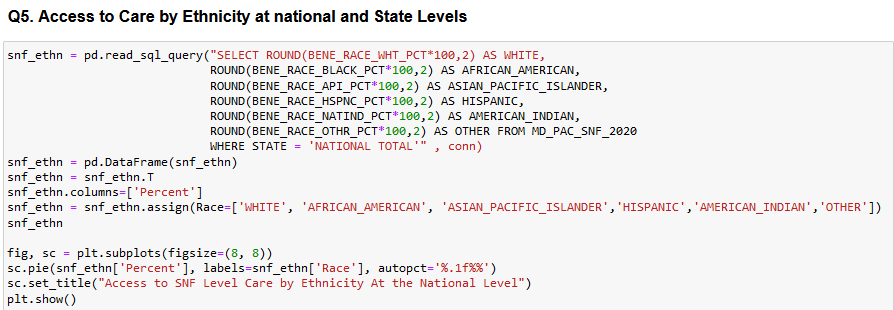 Q5. Access to Care by Ethnicity at national and State Levels
snf_ethn = pd.read_sql_query("SELECT ROUND(BENE_RACE_WHT_PCT*100,2) AS WHITE,
ROUND(BENE_RACE_BLACK_PCT*100,2) AS AFRICAN_AMERICAN,
ROUND(BENE_RACE_API_PCT*100,2) AS ASIAN_PACIFIC_ISLANDER,
ROUND(BENE_RACE_HSPNC_PCT*100,2) AS HISPANIC,
ROUND(BENE_RACE_NATIND_PCT*100,2) AS AMERICAN_INDIAN,
ROUND(BENE_RACE_OTHR_PCT*100,2) AS OTHER FROM MD_PAC_SNF_2020
WHERE STATE = 'NATIONAL TOTAL'" , conn)
snf_ethn = pd.DataFrame(snf_ethn)
snf_ethn = snf_ethn.T
snf_ethn.columns=['Percent']
snf_ethn = snf_ethn.assign(Race=['WHITE', 'AFRICAN_AMERICAN', 'ASIAN_PACIFIC_ISLANDER','HISPANIC','AMERICAN_INDIAN','OTHER'])
snf_ethn
fig, sc = plt.subplots(figsize=(8, 8))
sc.pie(snf_ethn['Percent'], labels=snf_ethn['Race'], autopct='%.1f%%')
sc.set_title("Access to SNF Level Care by Ethnicity At the National Level")
plt.show()